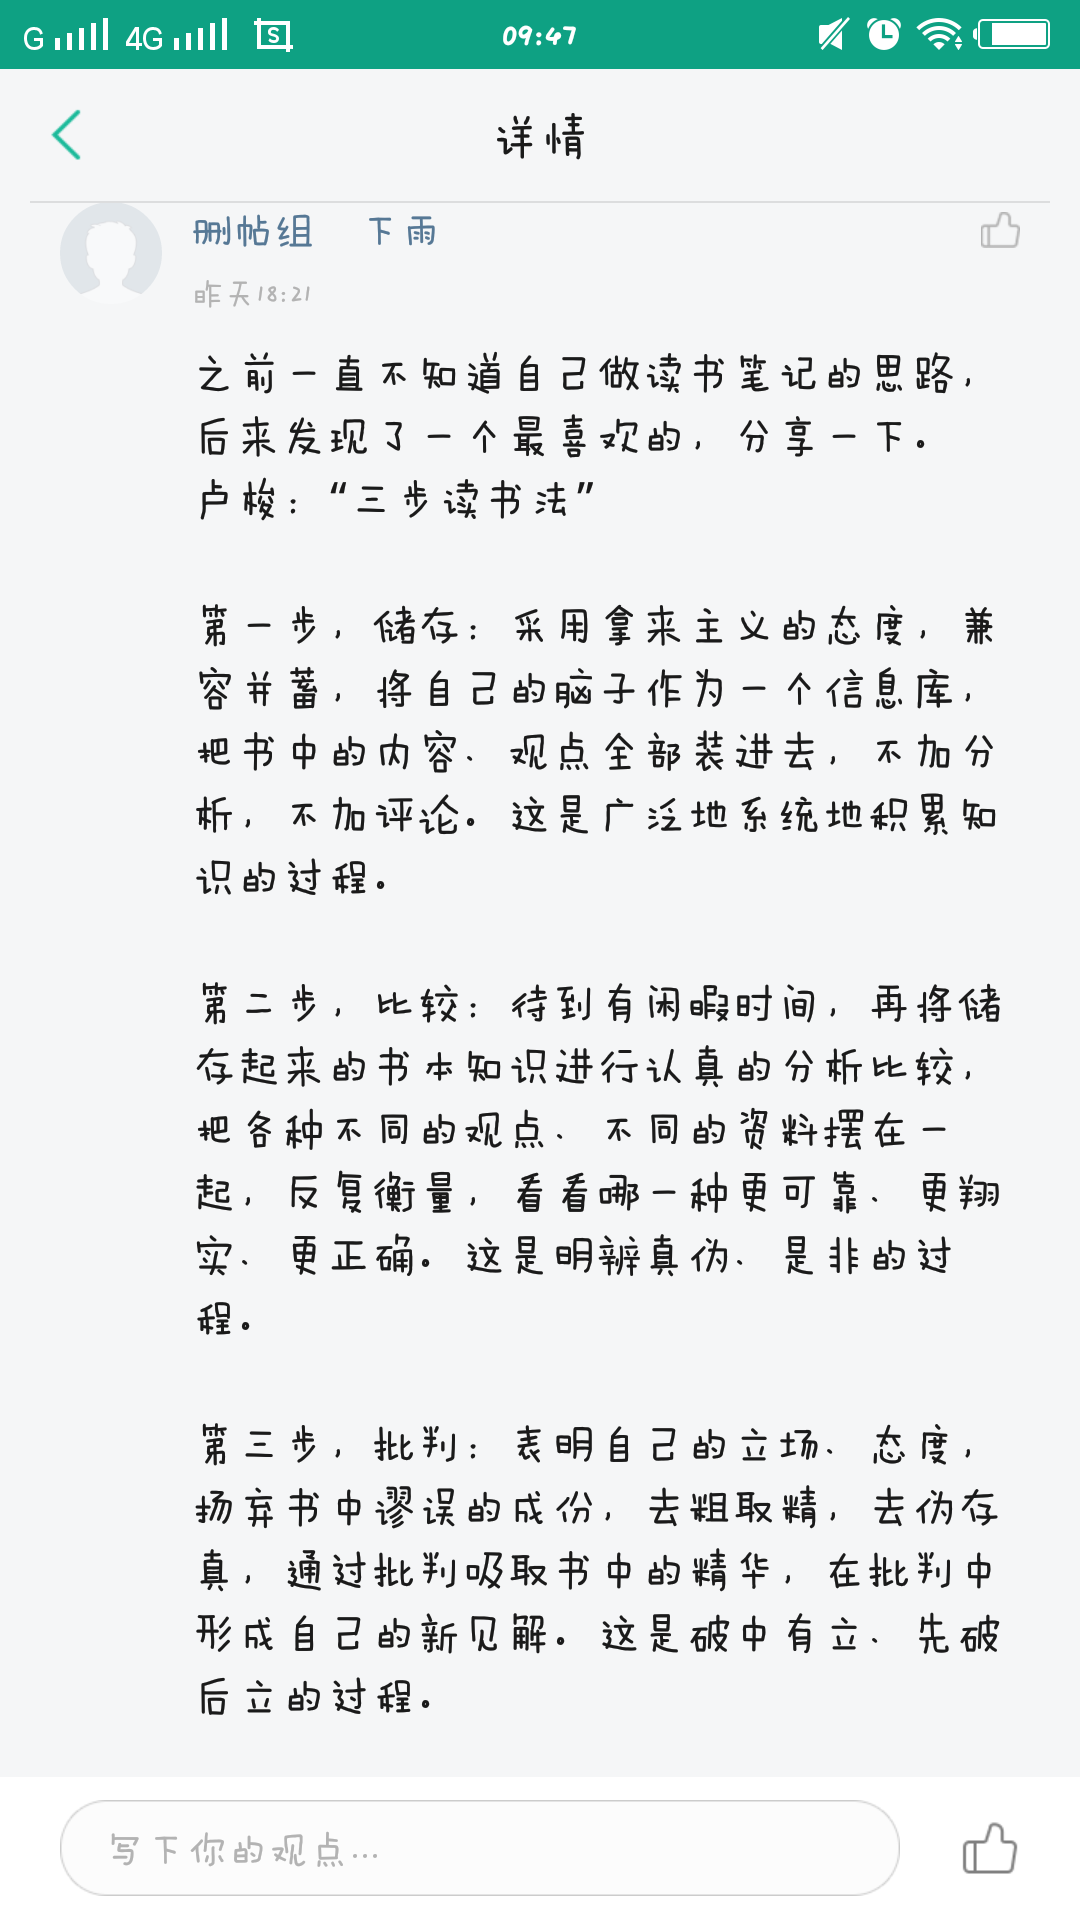 G 4G S 09:47
详情
删帖组 下雨
昨天18:21
之前一直不知道自己做读书笔记的思路，
后来发现了一个最喜欢的，分享一下。
卢梭：“三步读书法”
第一步，储存：采用拿来主义的态度，兼
容并蓄，将自己的脑子作为一个信息库，
把书中的内容、观点全部装进去，不加分
析，不加评论。这是广泛地系统地积累知
识的过程。
第二步，比较：待到有闲暇时间，再将储
存起来的书本知识进行认真的分析比较，
把各种不同的观点、不同的资料摆在一
起，反复衡量，看看哪一种更可靠、更翔
实、更正确。这是明辨真伪、是非的过
程。
第三步，批判：表明自己的立场、态度，
扬弃书中谬误的成份，去粗取精，去伪存
真，通过批判吸取书中的精华，在批判中
形成自己的新见解。这是破中有立、先破
后立的过程。
写下你的观点...